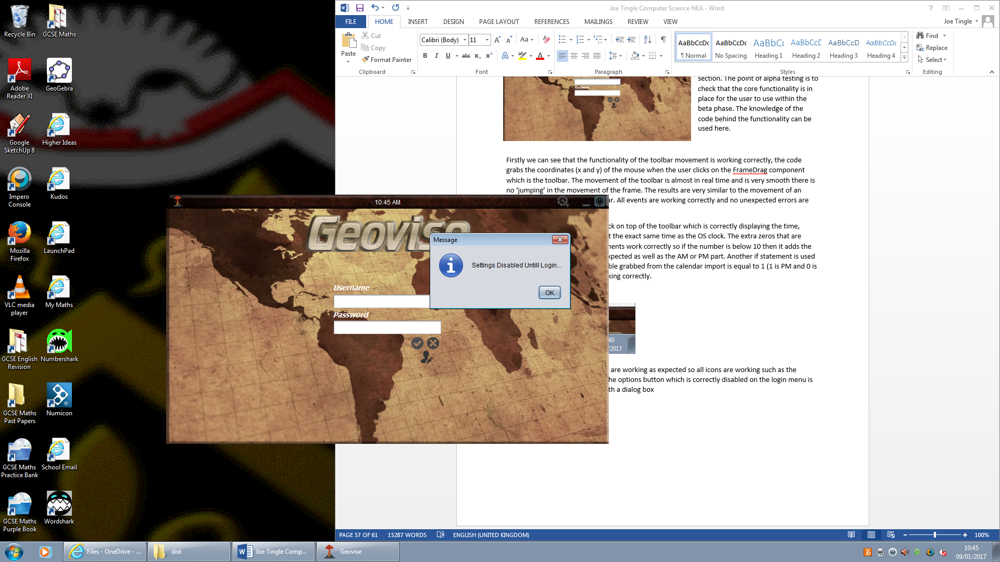 Recycle Bin
GCSE Maths
Adobe
Reader XI
GeoGebra
Google
SketchUp 8
Higher Ideas
Impero
Console
Kudos
Mozilla
Firefox
LaunchPad
VLC media
player
My Maths
GCSE English
Revision
Numbershark
GCSE Maths
Past Papers
Numicon
GCSE Maths
Practice Bank
School Email
GCSE Maths
Purple Book
Wordshark
Joe Tingle Computer Science NEA - Word
FILE HOME INSERT DESIGN PAGE LAYOUT REFERENCES MAILINGS REVIEW VIEW
Joe Tingle
Paste
Cut
Copy
Format Painter
Clipboard
Calibri (Body) 11
Font
Paragraph
AaBbCcDc AaBbCcDc AaBbCc AaBbCcD AaBbCcD AaBbCcDc
¶ Normal No Spacing Heading 1 Heading 2 Heading 3 Heading 4
Styles
Find
Replace
Select
Editing
section. The point of alpha testing is to
check that the core functionality is in
place for the user to use within the
beta phase. The knowledge of the
code behind the functionality can be
used here.
Firstly we can see that the functionality of the toolbar movement is working correctly, the code
grabs the coordinates (x and y) of the mouse when the user clicks on the FrameDrag component
which is the toolbar. The movement of the toolbar is almost in real time and is very smooth there is
no ‘jumping’ in the movement of the frame. The results are very similar to the movement of an
r. All events are working correctly and no unexpected errors are
ck on top of the toolbar which is correctly displaying the time,
t the exact same time as the OS clock. The extra zeros that are
nents work correctly so if the number is below 10 then it adds the
xpected as well as the AM or PM part. Another if statement is used
ble grabbed from the calendar import is equal to 1 (1 is PM and 0 is
king correctly.
40
/2017
are working as expected so all icons are working such as the
he options button which is correctly disabled on the login menu is
th a dialog box
10:45 AM
Geovise
Username
Password
Message
Settings Disabled Untill Login...
OK
PAGE 57 OF 61 15287 WORDS ENGLISH (UNITED KINGDOM) 100%
Files - OneDrive - ...
dist
Joe Tingle Comp...
Geovise
10:45
09/01/2017